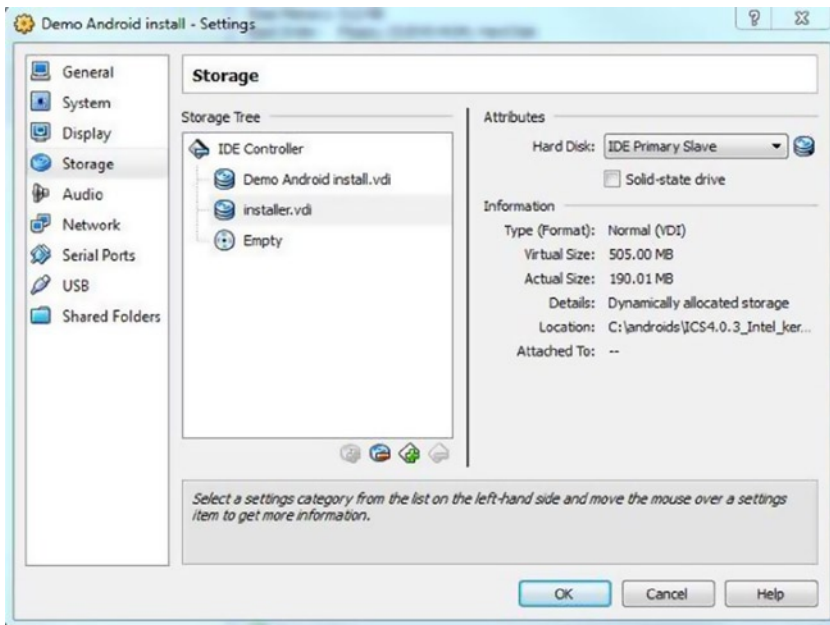 Demo Android install - Settings
General
System
Display
Storage
Audio
Network
Serial Ports
USB
Shared Folders
Storage
Storage Tree
IDE Controller
Demo Android install.vdi
installer.vdi
Empty
Attributes
Hard Disk: IDE Primary Slave
Solid-state drive
Information
Type (Format): Normal (VDI)
Virtual Size: 505.00 MB
Actual Size: 190.01 MB
Details: Dynamically allocated storage
Location: C:\androids\ICS4.0.3_Intel_ker...
Attached To: --
Select a settings category from the list on the left-hand side and move the mouse over a settings
item to get more information.
OK Cancel Help